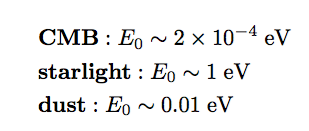 CMB : E₀ ∼ 2 × 10⁻⁴ eV
starlight : E₀ ∼ 1 eV
dust : E₀ ∼ 0.01 eV